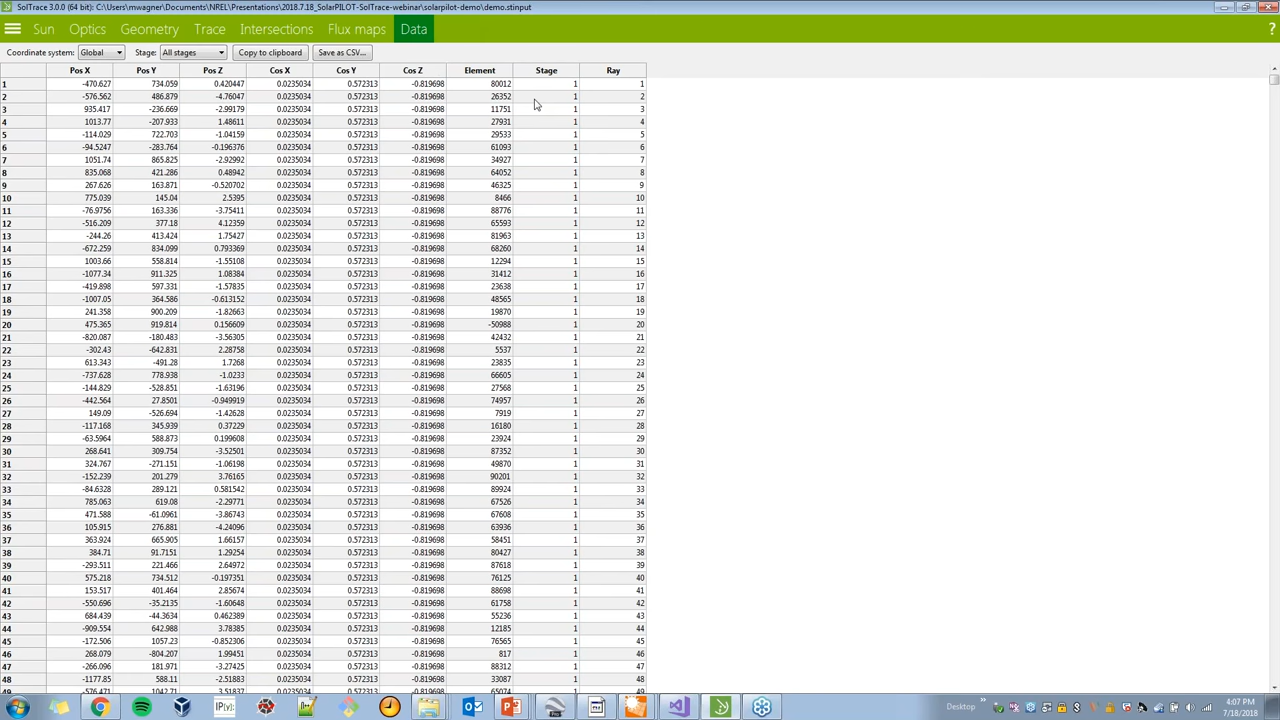 SolTrace 3.0.0 (64 bit): C:\Users\mwagner\Documents\NREL\Presentations\2018.7.18_SolarPILOT-SolTrace-webinar\solarpilot-demo\demo.stinput
Sun Optics Geometry Trace Intersections Flux maps Data ?
Coordinate system: Global Stage: All stages Copy to clipboard Save as CSV...
Pos X Pos Y Pos Z Cos X Cos Y Cos Z Element Stage Ray
1 -470.627 734.059 0.420447 0.0235034 0.572313 -0.819698 80012 1 1
2 -576.562 486.879 -4.76047 0.0235034 0.572313 -0.819698 26352 1 2
3 935.417 -236.669 -2.99179 0.0235034 0.572313 -0.819698 11751 1 3
4 1013.77 -207.933 1.48611 0.0235034 0.572313 -0.819698 27931 1 4
5 -114.029 722.703 -1.04159 0.0235034 0.572313 -0.819698 29533 1 5
6 -94.5247 -283.764 -0.196376 0.0235034 0.572313 -0.819698 61093 1 6
7 1051.74 865.825 -2.92992 0.0235034 0.572313 -0.819698 34927 1 7
8 835.068 421.286 0.48942 0.0235034 0.572313 -0.819698 64052 1 8
9 267.626 163.871 -0.520702 0.0235034 0.572313 -0.819698 46325 1 9
10 775.039 145.04 2.5395 0.0235034 0.572313 -0.819698 8466 1 10
11 -76.9756 163.336 -3.75411 0.0235034 0.572313 -0.819698 88776 1 11
12 -516.209 377.18 4.12359 0.0235034 0.572313 -0.819698 65593 1 12
13 -244.26 413.424 1.75427 0.0235034 0.572313 -0.819698 81963 1 13
14 -672.259 834.099 0.793369 0.0235034 0.572313 -0.819698 68260 1 14
15 1003.66 558.814 -1.55108 0.0235034 0.572313 -0.819698 12294 1 15
16 -1077.34 911.325 1.08384 0.0235034 0.572313 -0.819698 31412 1 16
17 -419.898 597.331 -1.57835 0.0235034 0.572313 -0.819698 23638 1 17
18 -1007.05 364.586 -0.613152 0.0235034 0.572313 -0.819698 48565 1 18
19 241.358 900.209 -1.82663 0.0235034 0.572313 -0.819698 19870 1 19
20 475.365 919.814 0.156609 0.0235034 0.572313 -0.819698 -50988 1 20
21 -820.087 -180.483 -3.56305 0.0235034 0.572313 -0.819698 42432 1 21
22 -302.43 -642.831 2.28758 0.0235034 0.572313 -0.819698 5537 1 22
23 613.343 -491.28 1.7268 0.0235034 0.572313 -0.819698 23835 1 23
24 -737.628 778.938 -1.0233 0.0235034 0.572313 -0.819698 66605 1 24
25 -144.829 -528.851 -1.63196 0.0235034 0.572313 -0.819698 27568 1 25
26 -442.564 27.8501 -0.949919 0.0235034 0.572313 -0.819698 74957 1 26
27 149.09 -526.694 -1.42628 0.0235034 0.572313 -0.819698 7919 1 27
28 -117.168 345.939 0.37229 0.0235034 0.572313 -0.819698 16180 1 28
29 -63.5964 588.873 0.199608 0.0235034 0.572313 -0.819698 23924 1 29
30 268.641 309.754 -3.52501 0.0235034 0.572313 -0.819698 87352 1 30
31 324.767 -271.151 -1.06198 0.0235034 0.572313 -0.819698 49870 1 31
32 -152.239 201.279 3.76165 0.0235034 0.572313 -0.819698 90201 1 32
33 -84.6328 289.121 0.581542 0.0235034 0.572313 -0.819698 89924 1 33
34 785.063 619.08 -2.29771 0.0235034 0.572313 -0.819698 67526 1 34
35 471.588 -61.0961 -3.86743 0.0235034 0.572313 -0.819698 67608 1 35
36 105.915 276.881 -4.24096 0.0235034 0.572313 -0.819698 63936 1 36
37 363.924 665.905 1.66157 0.0235034 0.572313 -0.819698 58451 1 37
38 384.71 91.7151 1.29254 0.0235034 0.572313 -0.819698 80427 1 38
39 -293.511 221.466 2.64972 0.0235034 0.572313 -0.819698 87618 1 39
40 575.218 734.512 -0.197351 0.0235034 0.572313 -0.819698 76125 1 40
41 153.517 401.464 2.85674 0.0235034 0.572313 -0.819698 88698 1 41
42 -550.696 -35.2135 -1.60648 0.0235034 0.572313 -0.819698 61758 1 42
43 684.439 -44.3634 0.462389 0.0235034 0.572313 -0.819698 55236 1 43
44 -909.554 642.988 3.78385 0.0235034 0.572313 -0.819698 12185 1 44
45 -172.506 1057.23 -0.852306 0.0235034 0.572313 -0.819698 76565 1 45
46 268.079 -804.207 1.99451 0.0235034 0.572313 -0.819698 817 1 46
47 -266.096 181.971 -3.27425 0.0235034 0.572313 -0.819698 88312 1 47
48 -1177.85 588.11 -2.51883 0.0235034 0.572313 -0.819698 33087 1 48
49 -576.471 1042.71 3.51837 0.0235034 0.572313 -0.819698 65074 1 49
IP[y]:
Desktop
4:07 PM
7/18/2018